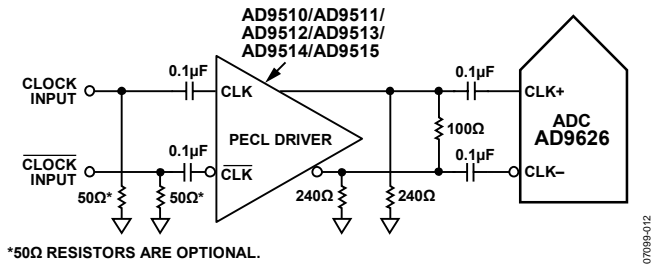 AD9510/AD9511/
AD9512/AD9513/
AD9514/AD9515
CLOCK
INPUT
0.1µF
CLK
PECL DRIVER
0.1µF
CLK+
ADC
AD9626
100Ω
CLOCK
INPUT
0.1µF
CLK
0.1µF
CLK–
50Ω*
50Ω*
240Ω
240Ω
*50Ω RESISTORS ARE OPTIONAL.
07099-012